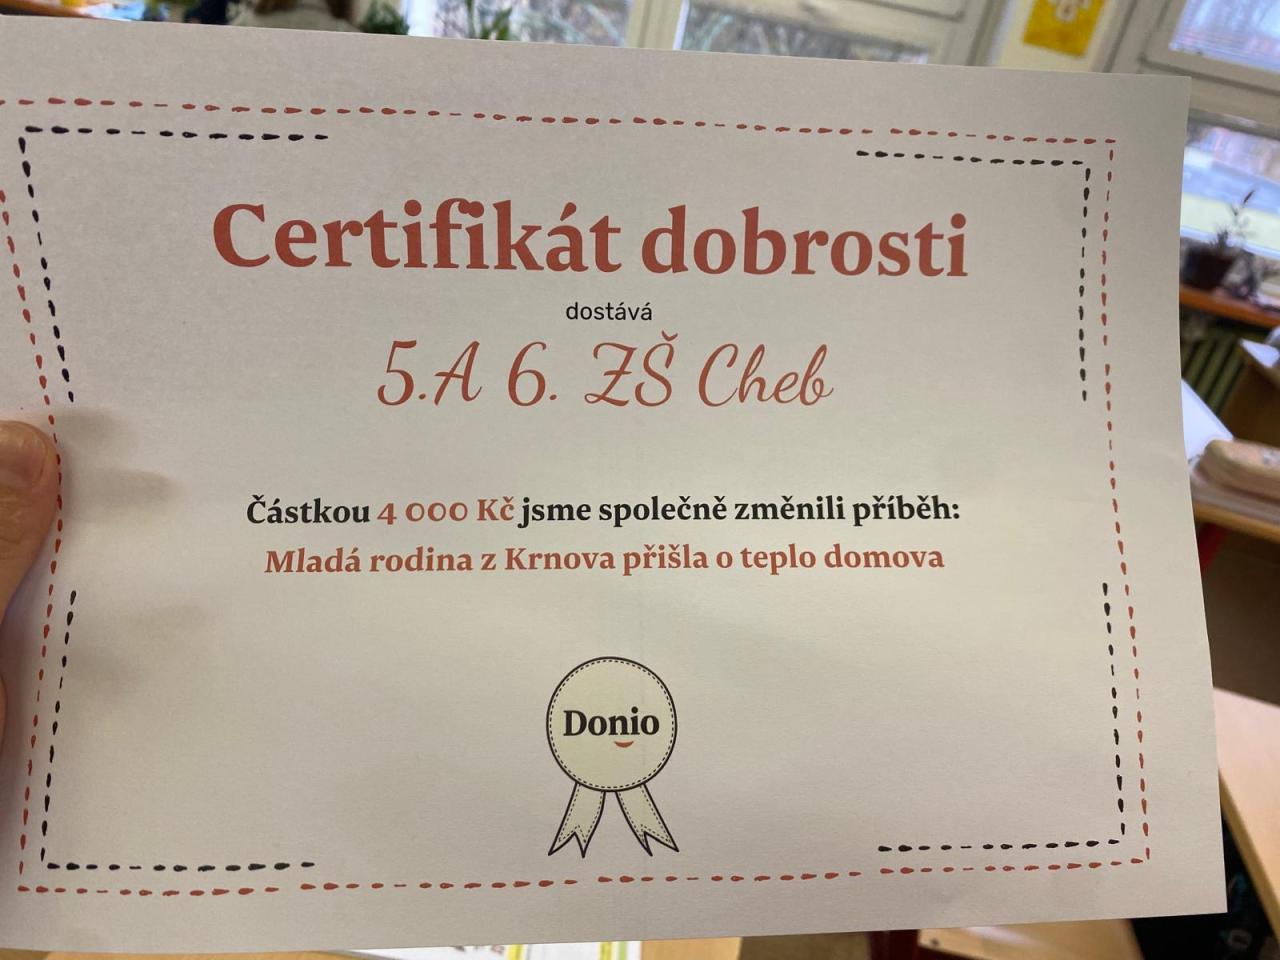 Certifikát dobrosti
dostává
5.A 6. ZŠ Cheb
Částkou 4 000 Kč jsme společně změnili příběh:
Mladá rodina z Krnova přišla o teplo domova
Donio